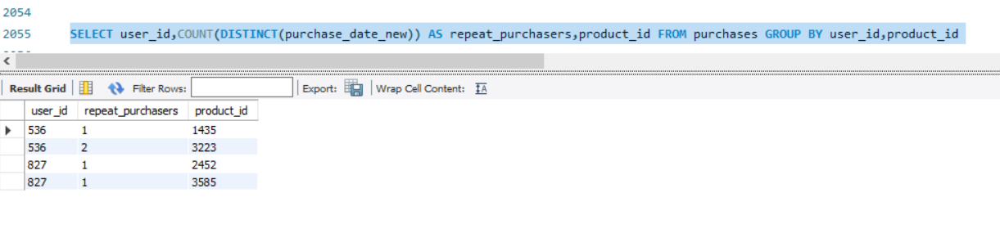 2054
2055 SELECT user_id,COUNT(DISTINCT(purchase_date_new)) AS repeat_purchasers,product_id FROM purchases GROUP BY user_id,product_id
Result Grid Filter Rows: Export: Wrap Cell Content: IA
user_id repeat_purchasers product_id
536 1 1435
536 2 3223
827 1 2452
827 1 3585